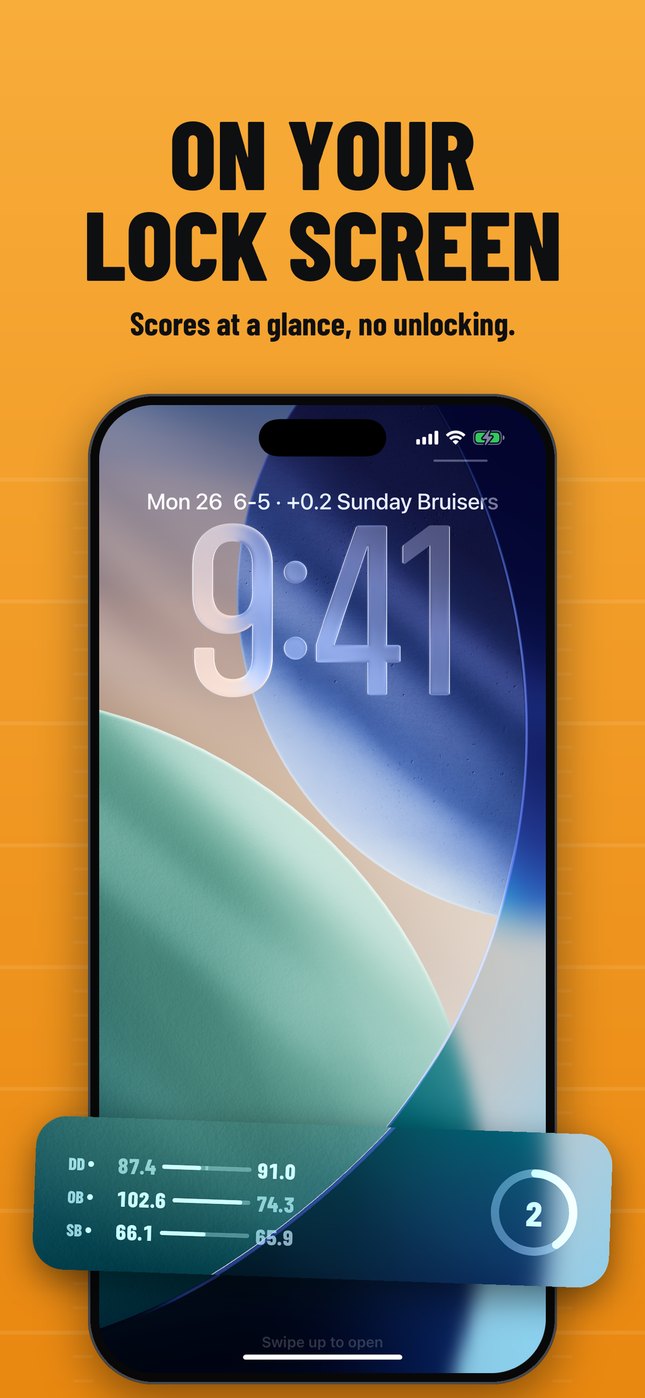 ON YOUR
LOCK SCREEN
Scores at a glance, no unlocking.
Mon 26 6-5 · +0.2 Sunday Bruisers
9:41
DD • 87.4 91.0
OB • 102.6 74.3
SB • 66.1 65.9
2
Swipe up to open